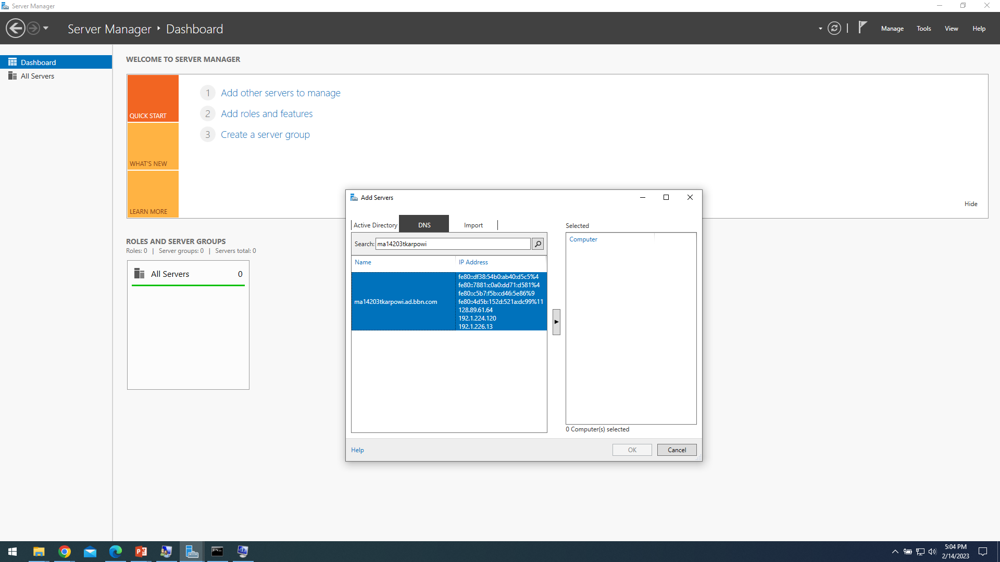 Server Manager
Server Manager ‣ Dashboard
Manage
Tools
View
Help
Dashboard
All Servers
WELCOME TO SERVER MANAGER
QUICK START
WHAT'S NEW
LEARN MORE
1 Add other servers to manage
2 Add roles and features
3 Create a server group
Hide
ROLES AND SERVER GROUPS
Roles: 0 | Server groups: 0 | Servers total: 0
All Servers 0
Add Servers
Active Directory
DNS
Import
Search: ma14203tkarpowi
Name
IP Address
ma14203tkarpowi.ad.bbn.com
fe80::df38:54b0:ab40:d5c5%4
fe80::7881:c0a0:dd71:d581%4
fe80::c5b7:f5b:cd46:5e86%9
fe80::4d5b:152d:521a:dc99%11
128.89.61.64
192.1.224.120
192.1.226.13
Selected
Computer
0 Computer(s) selected
Help
OK
Cancel
5:04 PM
2/14/2023